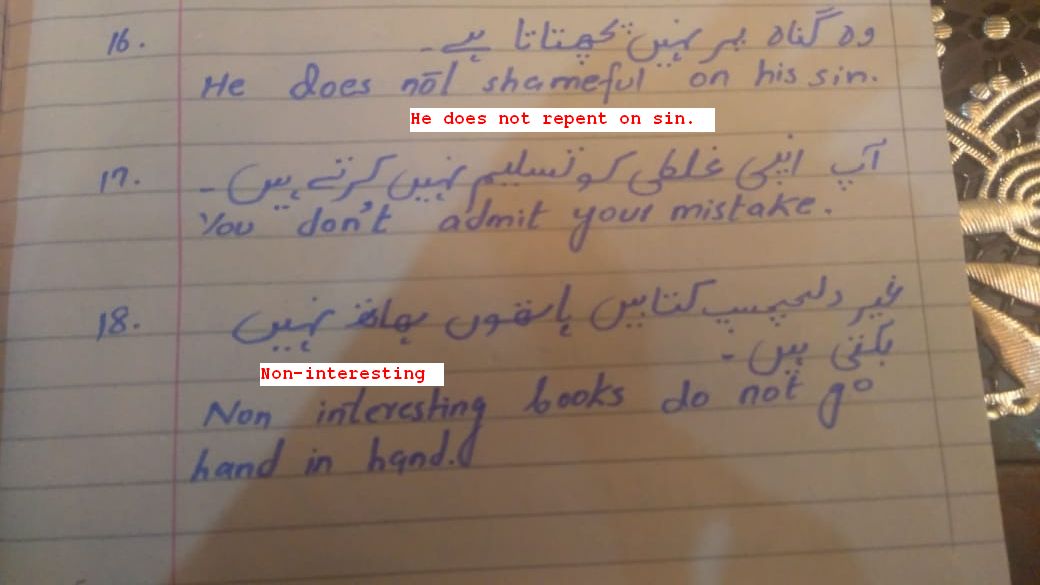 16. وہ گناہ پر نہیں پچھتاتا ہے۔
He does not shameful on his sin.
He does not repent on sin.
17. آپ اپنی غلطی کو تسلیم نہیں کرتے ہیں۔
You don't admit your mistake.
18. غیر دلچسپ کتابیں ہاتھوں ہاتھ نہیں
بکتی ہیں۔
Non-interesting
Non interesting books do not go
hand in hand.